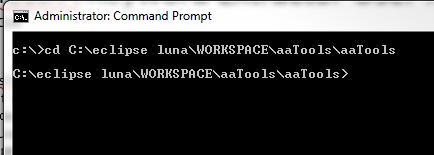 Administrator: Command Prompt
c:\>cd C:\eclipse luna\WORKSPACE\aaTools\aaTools
C:\eclipse luna\WORKSPACE\aaTools\aaTools>